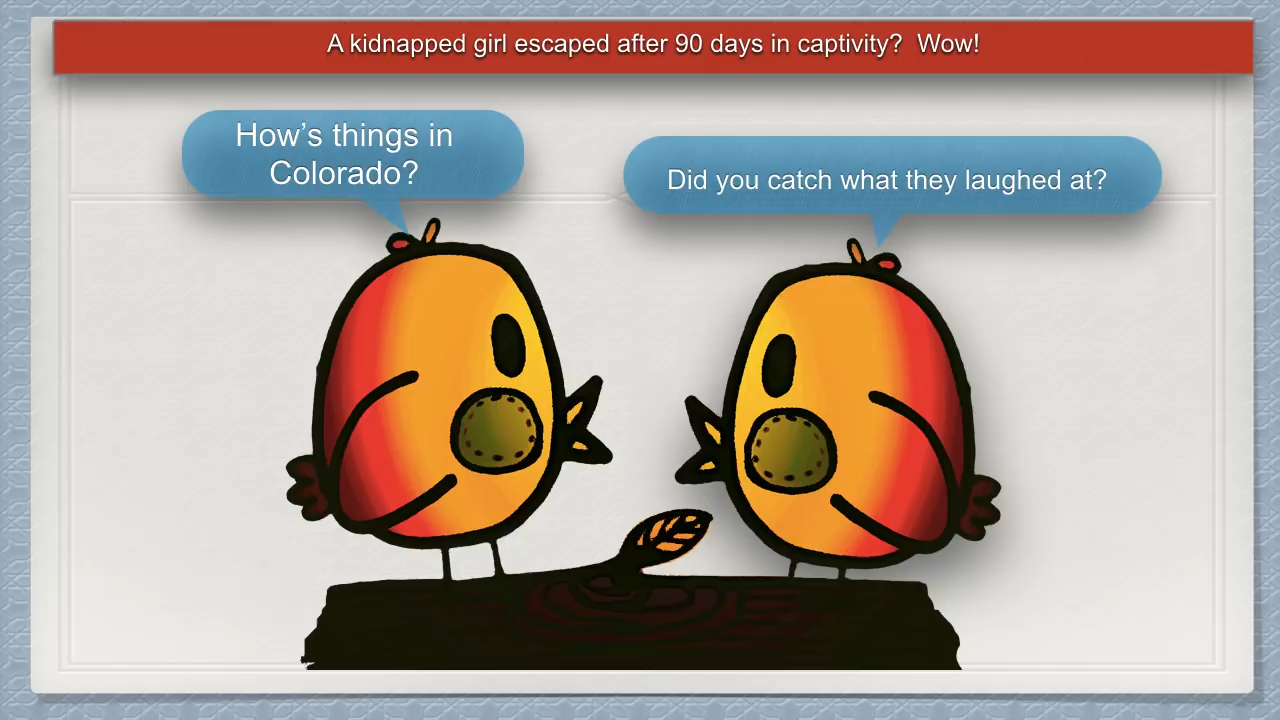 A kidnapped girl escaped after 90 days in captivity?  Wow!
How’s things in
Colorado?
Did you catch what they laughed at?